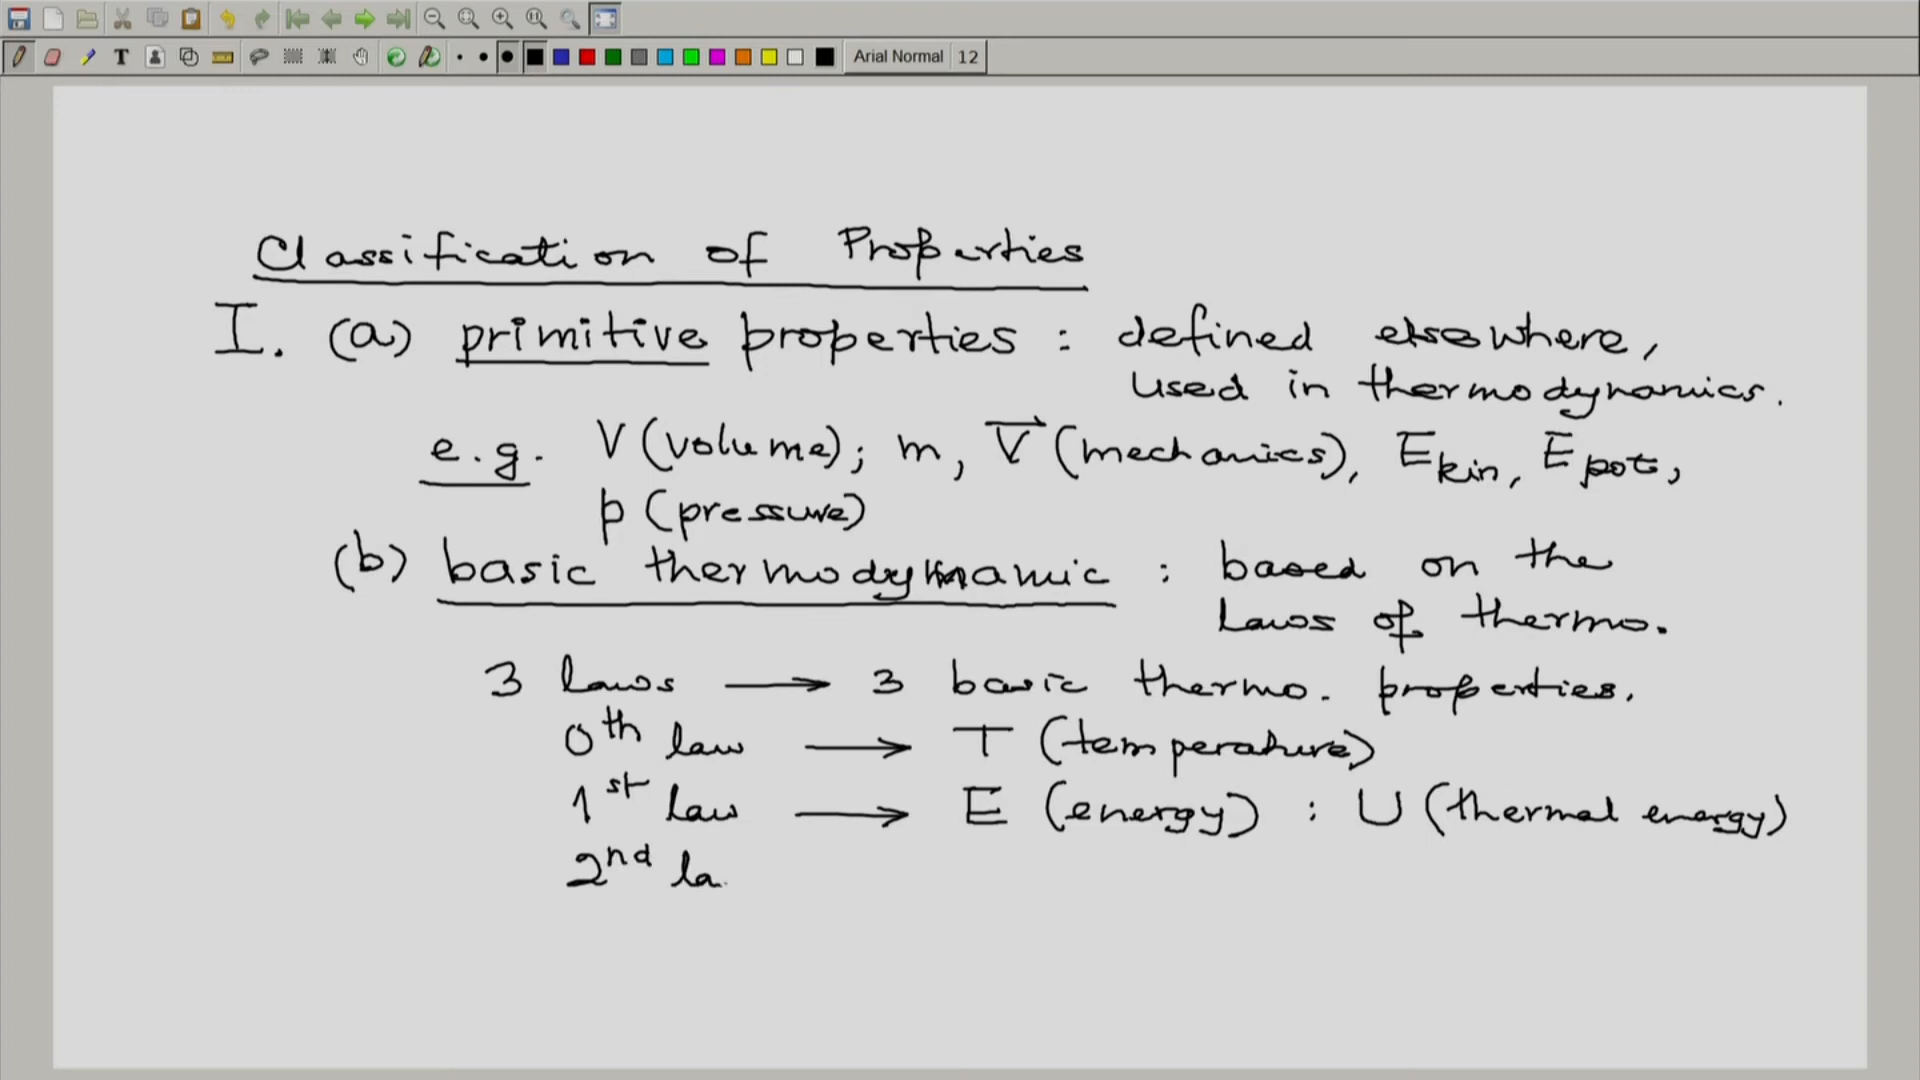 Arial Normal 12
Classification of Properties
I. (a) primitive properties : defined elsewhere,
used in thermodynamics.
e.g. V (volume); m, V⃗ (mechanics), E_kin, E_pot,
p (pressure)
(b) basic thermodynamic : based on the
Laws of thermo.
3 laws → 3 basic thermo. properties.
0th law → T (temperature)
1st law → E (energy) : U (thermal energy)
2nd la